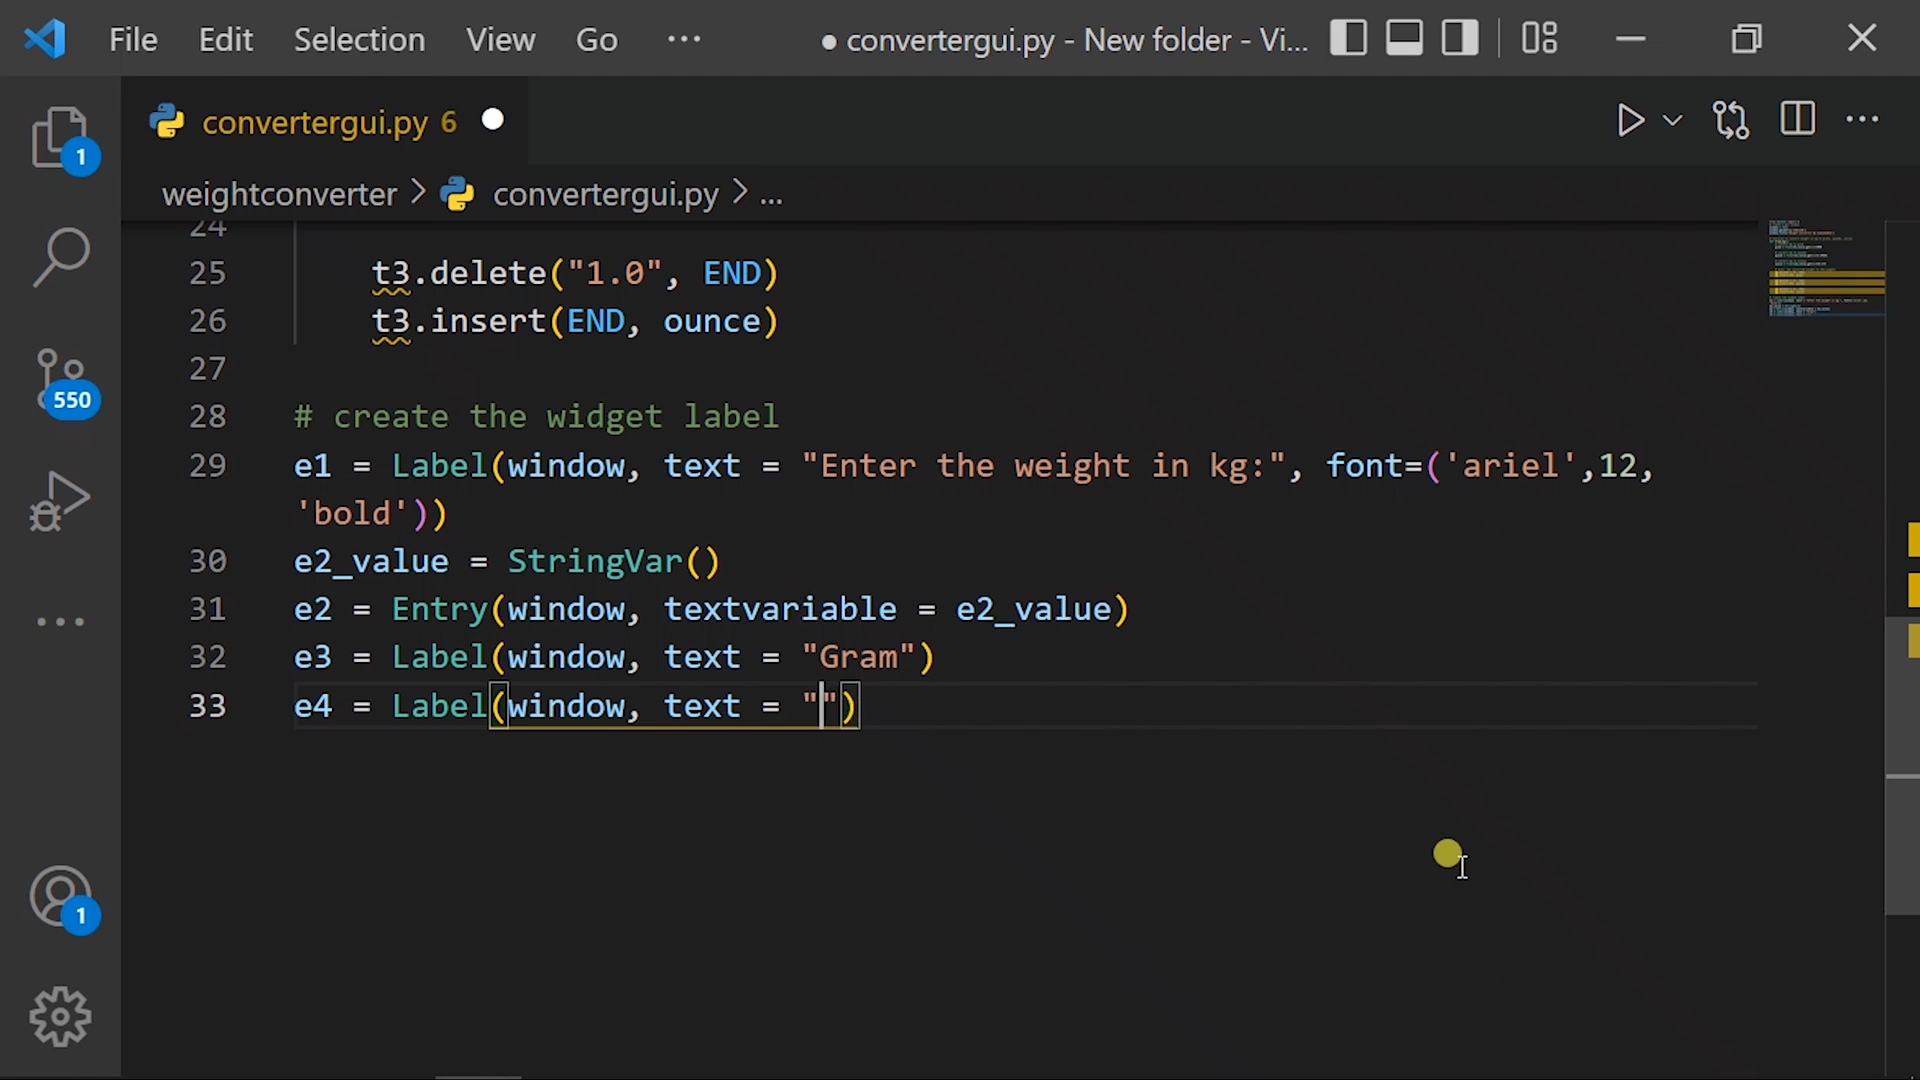 File Edit Selection View Go ··· ● convertergui.py - New folder - Vi...
convertergui.py 6
weightconverter > convertergui.py > ...
24
25 t3.delete("1.0", END)
26 t3.insert(END, ounce)
27
28 # create the widget label
29 e1 = Label(window, text = "Enter the weight in kg:", font=('ariel',12,
'bold'))
30 e2_value = StringVar()
31 e2 = Entry(window, textvariable = e2_value)
32 e3 = Label(window, text = "Gram")
33 e4 = Label(window, text = "")
1
550
1